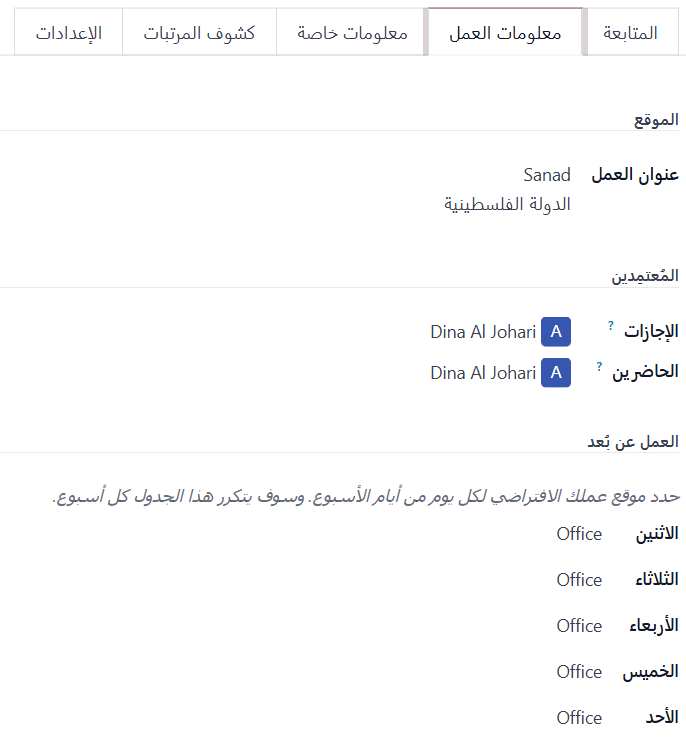 المتابعة معلومات العمل معلومات خاصة كشوف المرتبات الإعدادات
الموقع
عنوان العمل Sanad
الدولة الفلسطينية
المُعتمِدين
الإجازات ? A Dina Al Johari
الحاضرين ? A Dina Al Johari
العمل عن بُعد
حدد موقع عملك الافتراضي لكل يوم من أيام الأسبوع. وسوف يتكرر هذا الجدول كل أسبوع.
الاثنين Office
الثلاثاء Office
الأربعاء Office
الخميس Office
الأحد Office